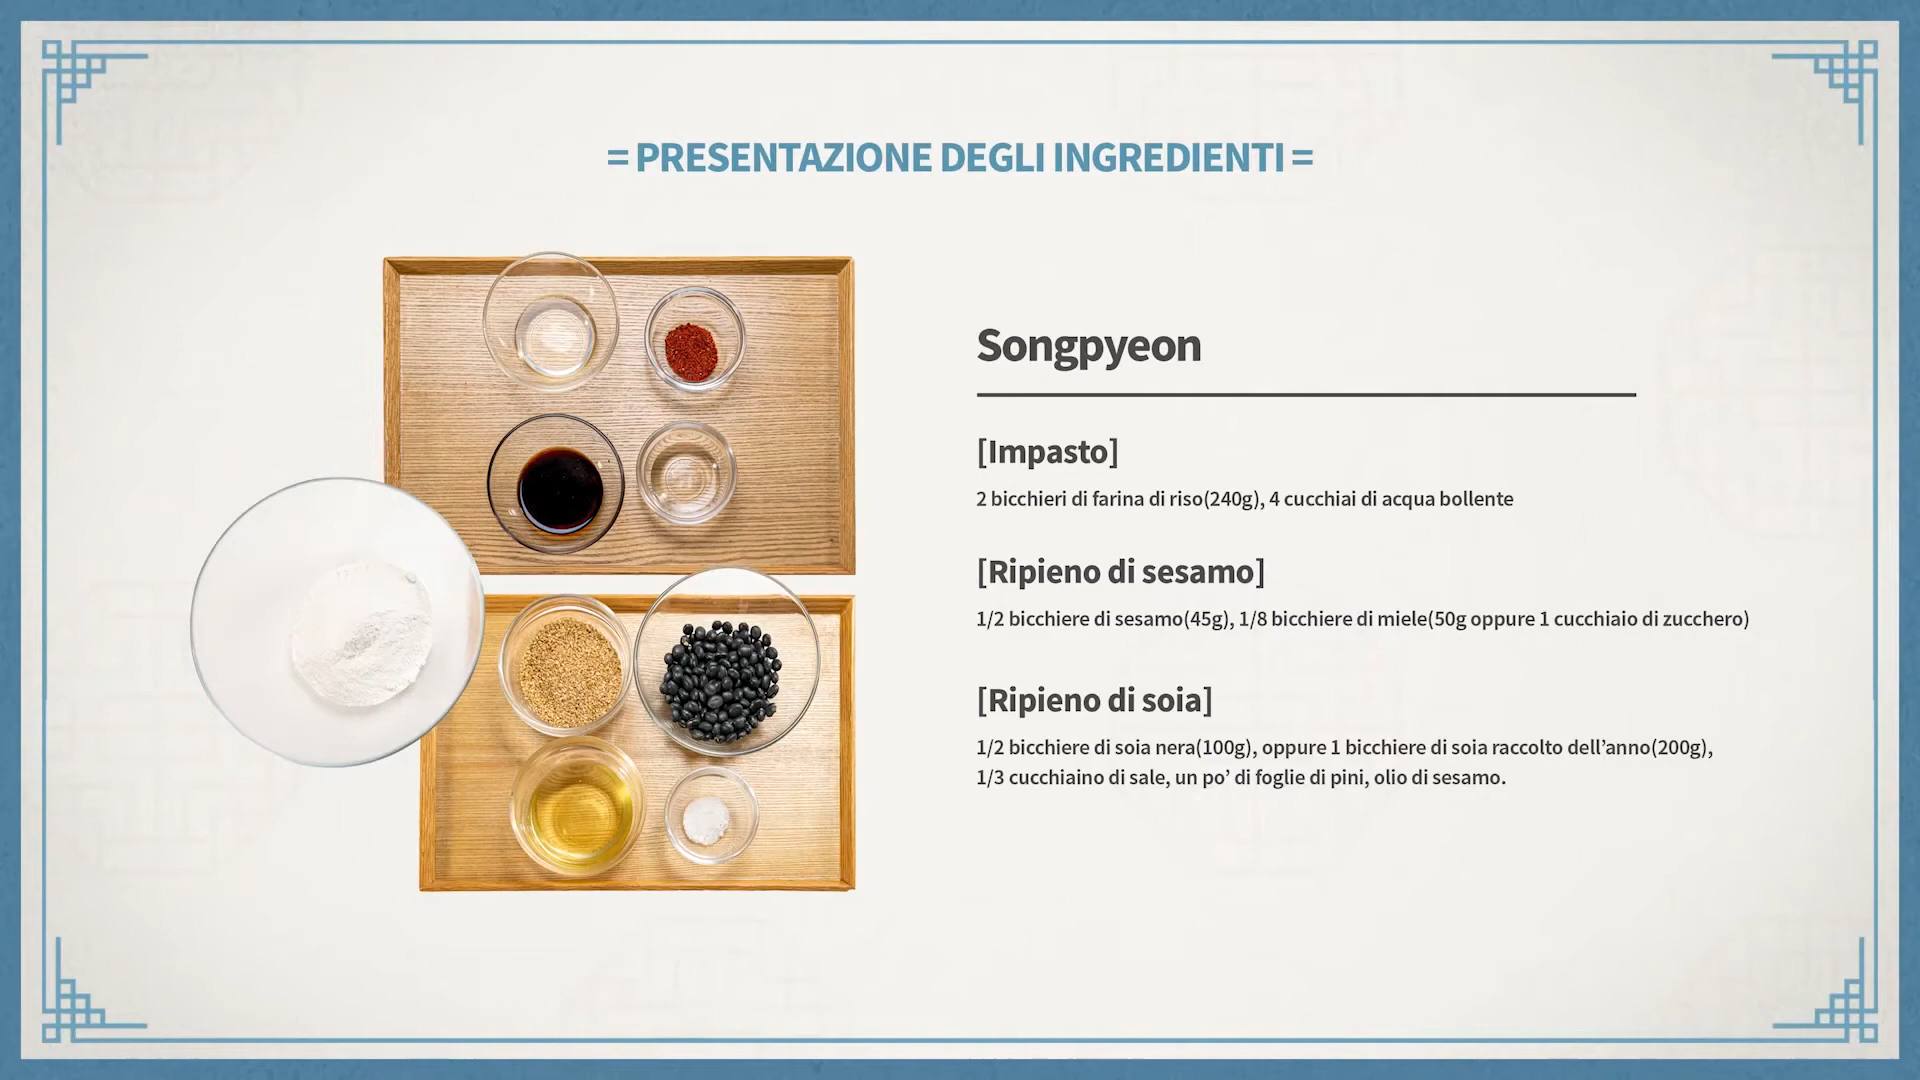 = PRESENTAZIONE DEGLI INGREDIENTI =
Songpyeon
[Impasto]
2 bicchieri di farina di riso(240g), 4 cucchiai di acqua bollente
[Ripieno di sesamo]
1/2 bicchiere di sesamo(45g), 1/8 bicchiere di miele(50g oppure 1 cucchiaio di zucchero)
[Ripieno di soia]
1/2 bicchiere di soia nera(100g), oppure 1 bicchiere di soia raccolto dell’anno(200g),
1/3 cucchiaino di sale, un po’ di foglie di pini, olio di sesamo.